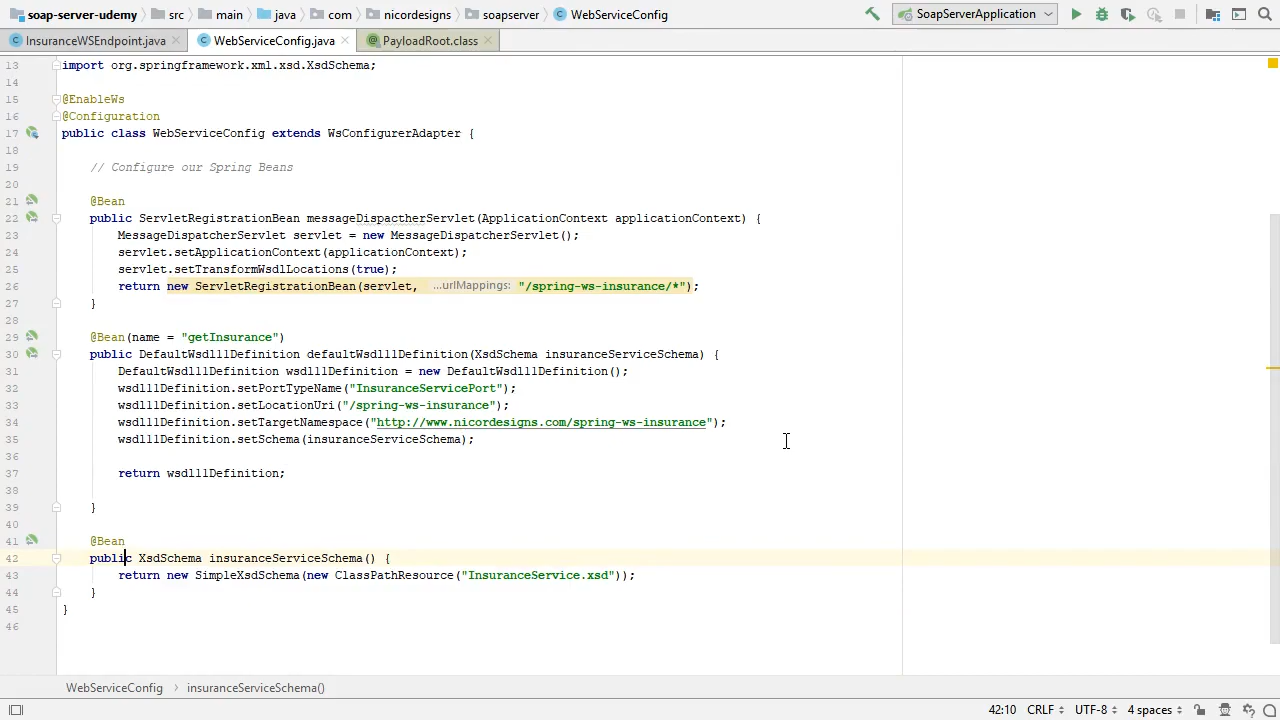 soap-server-udemy src main java com nicordesigns soapserver WebServiceConfig SoapServerApplication
InsuranceWSEndpoint.java WebServiceConfig.java PayloadRoot.class
13 import org.springframework.xml.xsd.XsdSchema;
14
15 @EnableWs
16 @Configuration
17 public class WebServiceConfig extends WsConfigurerAdapter {
18
19 // Configure our Spring Beans
20
21 @Bean
22 public ServletRegistrationBean messageDispactherServlet(ApplicationContext applicationContext) {
23 MessageDispatcherServlet servlet = new MessageDispatcherServlet();
24 servlet.setApplicationContext(applicationContext);
25 servlet.setTransformWsdlLocations(true);
26 return new ServletRegistrationBean(servlet, ...urlMappings: "/spring-ws-insurance/*");
27 }
28
29 @Bean(name = "getInsurance")
30 public DefaultWsdl11Definition defaultWsdl11Definition(XsdSchema insuranceServiceSchema) {
31 DefaultWsdl11Definition wsdl11Definition = new DefaultWsdl11Definition();
32 wsdl11Definition.setPortTypeName("InsuranceServicePort");
33 wsdl11Definition.setLocationUri("/spring-ws-insurance");
34 wsdl11Definition.setTargetNamespace("http://www.nicordesigns.com/spring-ws-insurance");
35 wsdl11Definition.setSchema(insuranceServiceSchema);
36
37 return wsdl11Definition;
38
39 }
40
41 @Bean
42 public XsdSchema insuranceServiceSchema() {
43 return new SimpleXsdSchema(new ClassPathResource("InsuranceService.xsd"));
44 }
45 }
46
WebServiceConfig › insuranceServiceSchema()
42:10 CRLF UTF-8 4 spaces